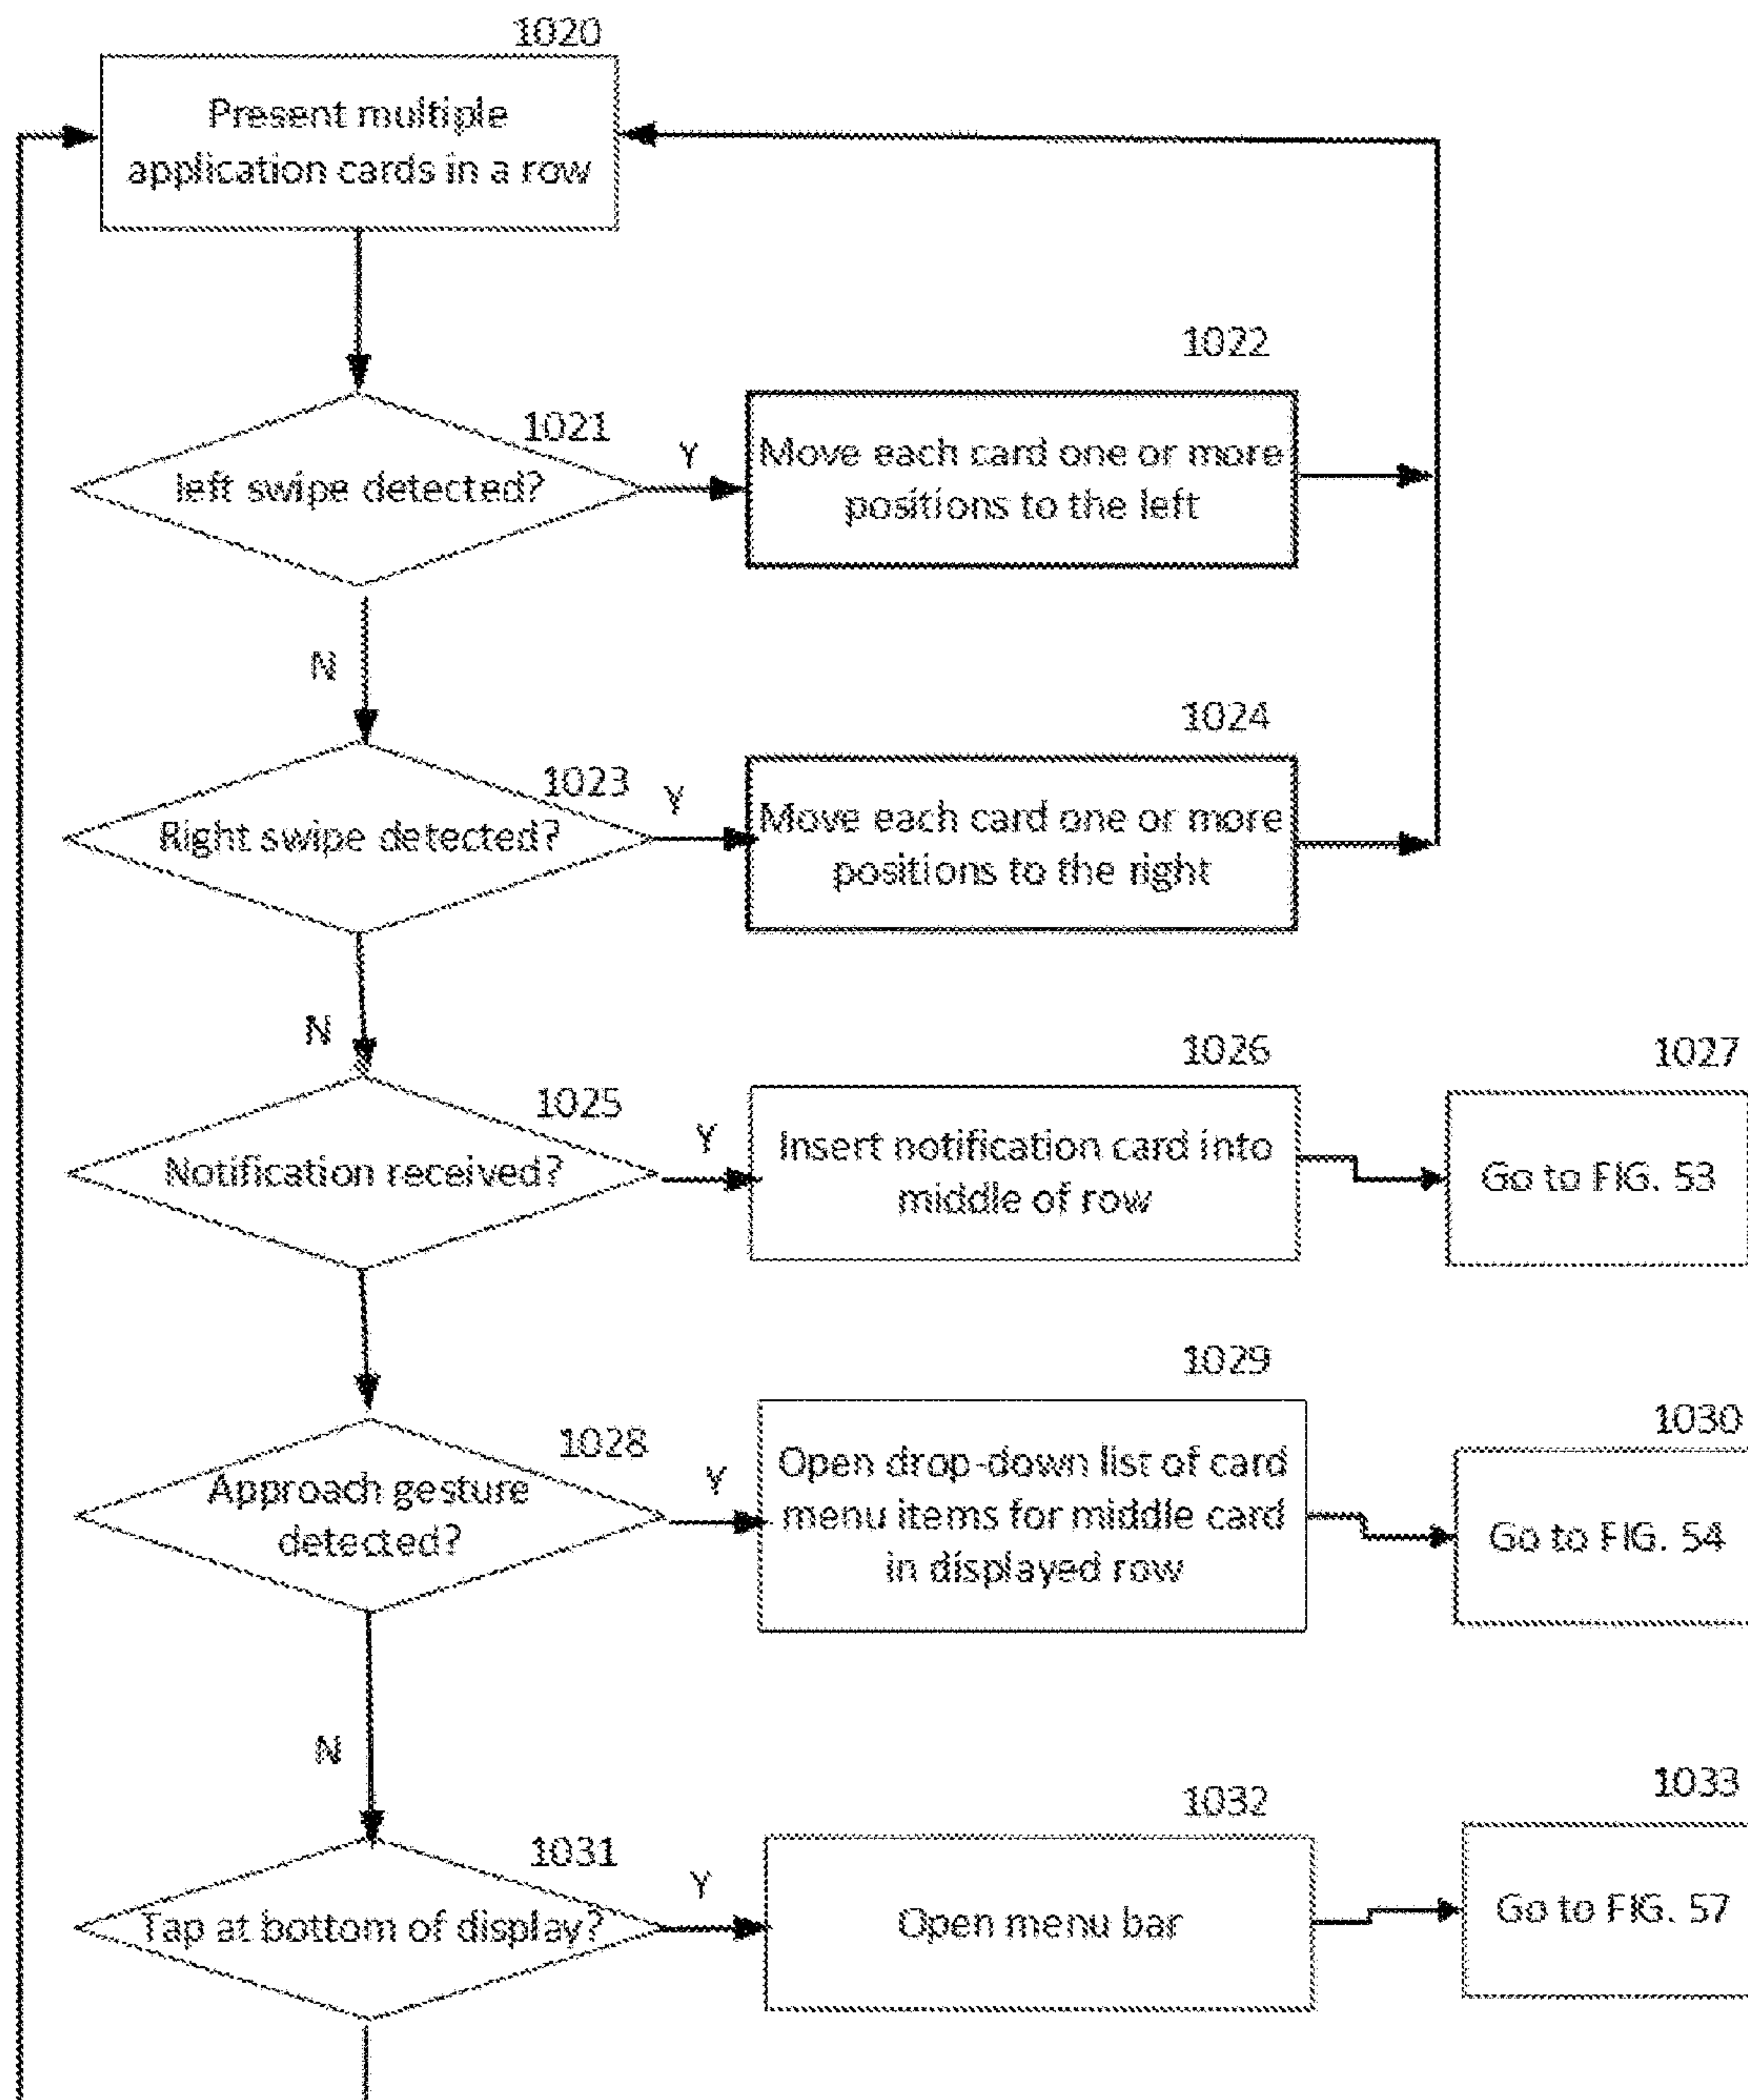 1020
Present multiple
application cards in a row
1022
1021
Y
left swipe detected?
Move each card one or more
positions to the left
N
1024
1023
Y
Right swipe detected?
Move each card one or more
positions to the right
N
1026
1027
1025
Y
Notification received?
Insert notification card into
middle of row
Go to FIG. 53
1029
1030
1028
Y
Approach gesture
detected?
Open drop-down list of card
menu items for middle card
in displayed row
Go to FIG. 54
N
1032
1033
1031
Y
Tap at bottom of display?
Open menu bar
Go to FIG. 57